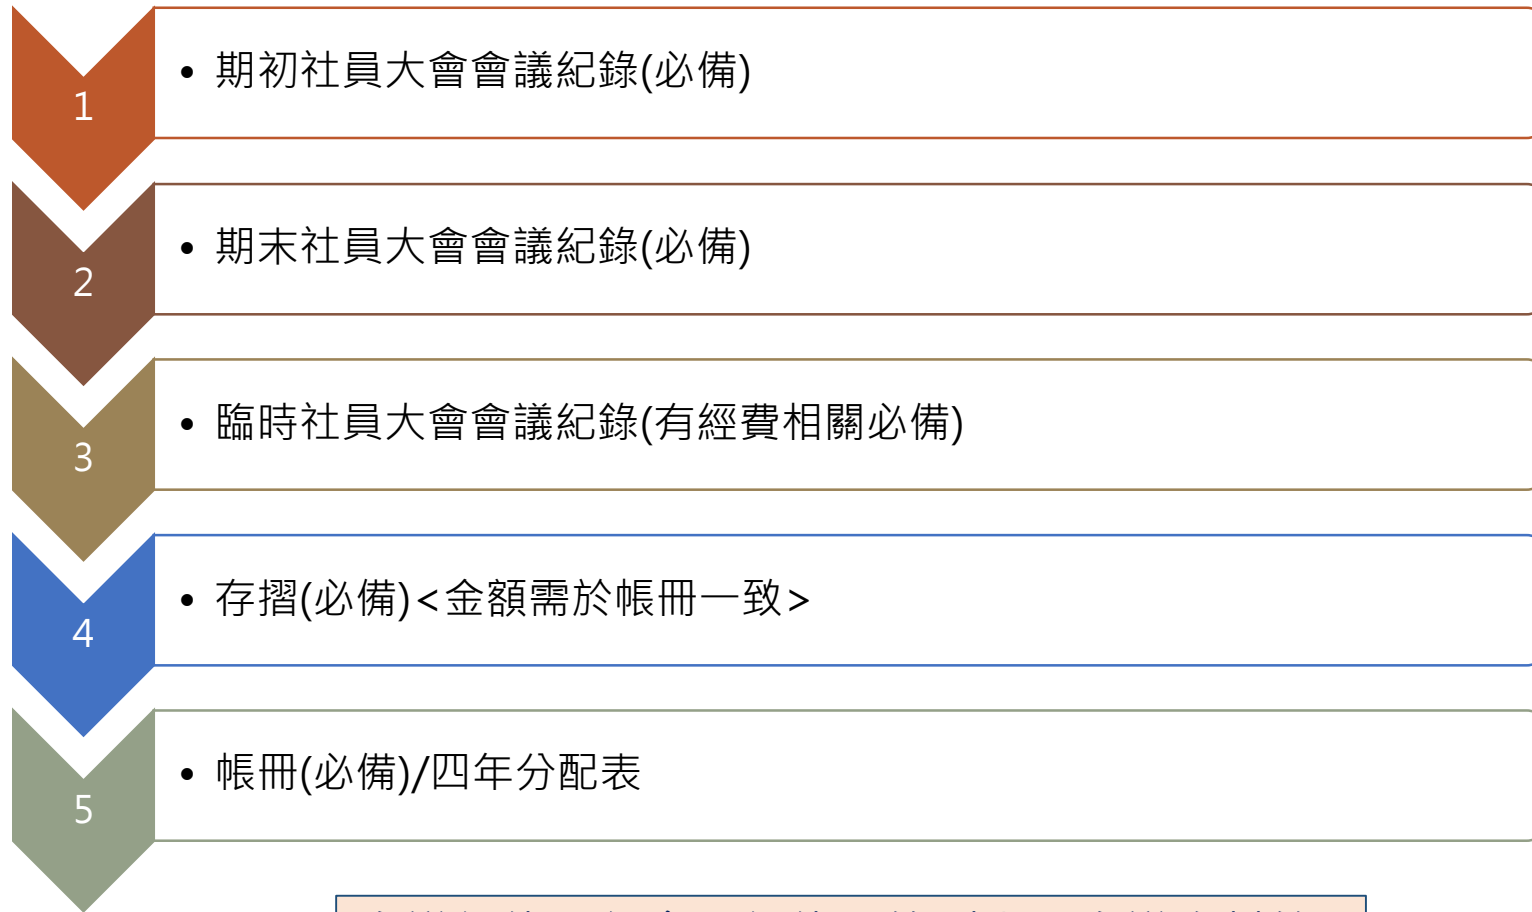 1
• 期初社員大會會議紀錄(必備)
2
• 期末社員大會會議紀錄(必備)
3
• 臨時社員大會會議紀錄(有經費相關必備)
4
• 存摺(必備)<金額需於帳冊一致>
5
• 帳冊(必備)/四年分配表